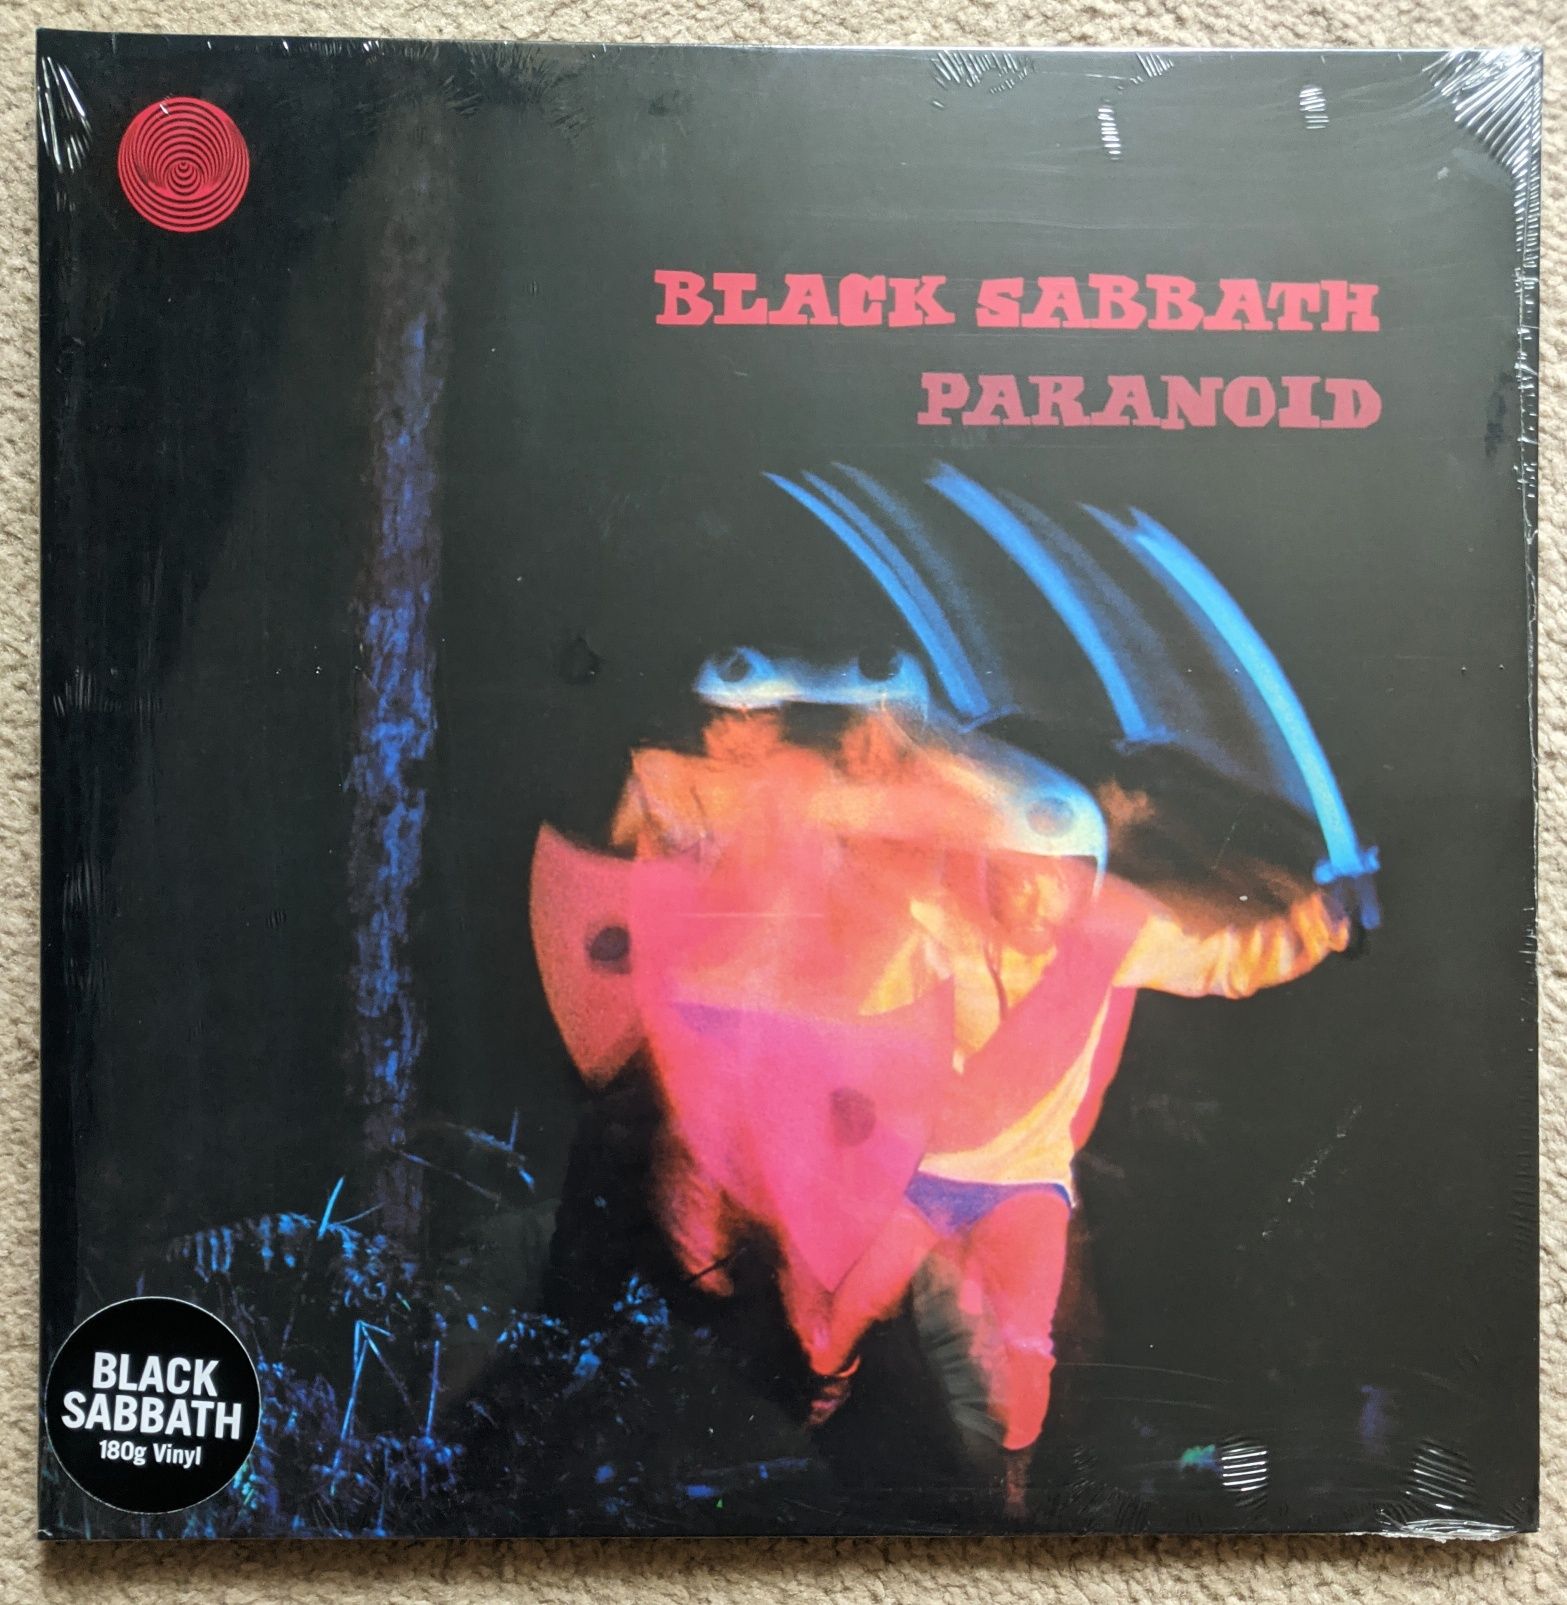 BLACK SABBATH
PARANOID
BLACK
SABBATH
180g Vinyl